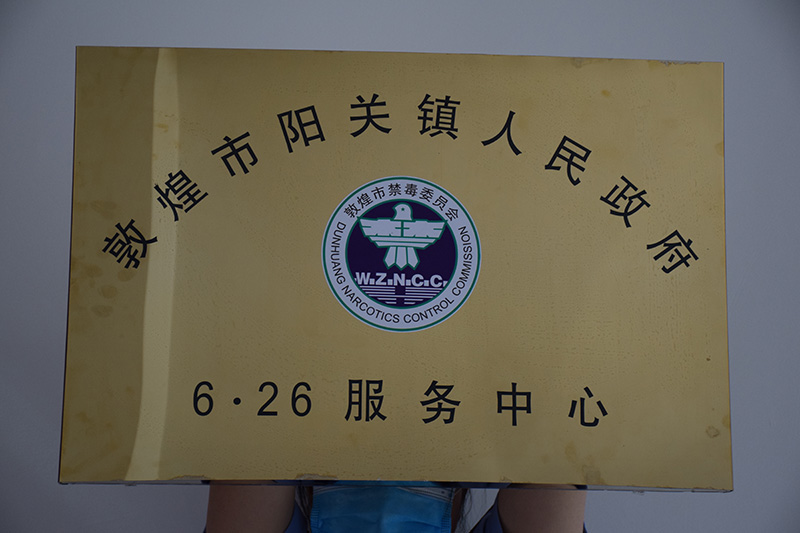 敦煌市阳关镇人民政府
敦煌市禁毒委员会
W.Z.N.C.C.
DUNHUANG NARCOTICS CONTROL COMMISSION
6·26 服务中心